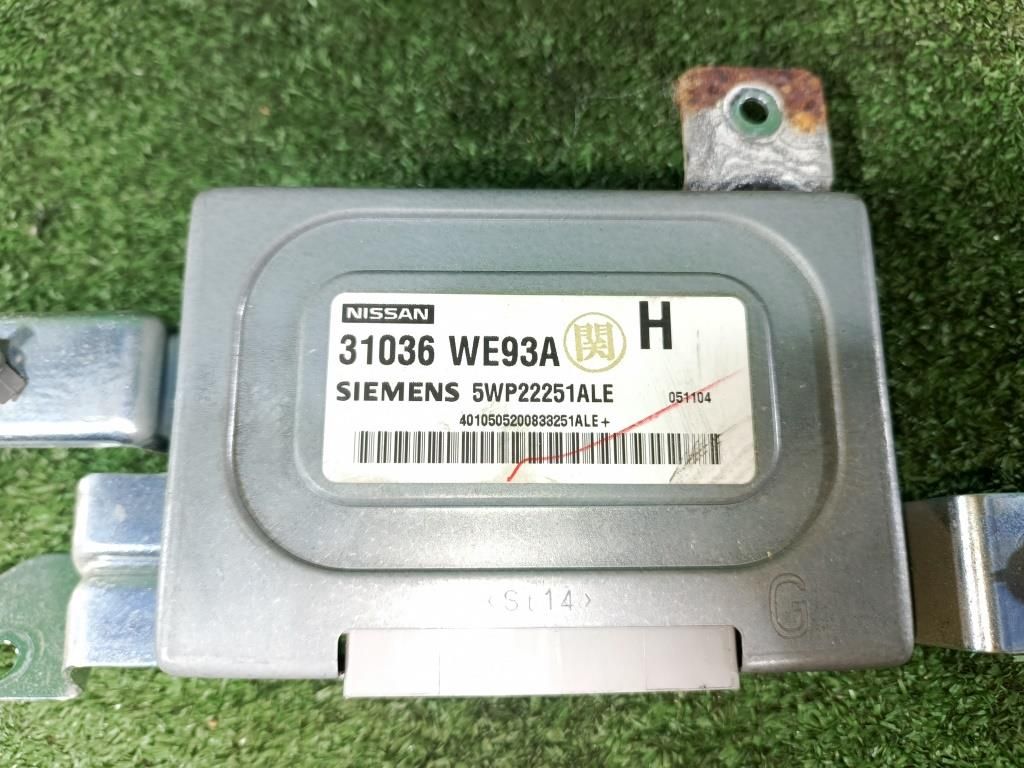 NISSAN
31036 WE93A 関 H
SIEMENS 5WP22251ALE 051104
4010505200833251ALE+
<St14>
G